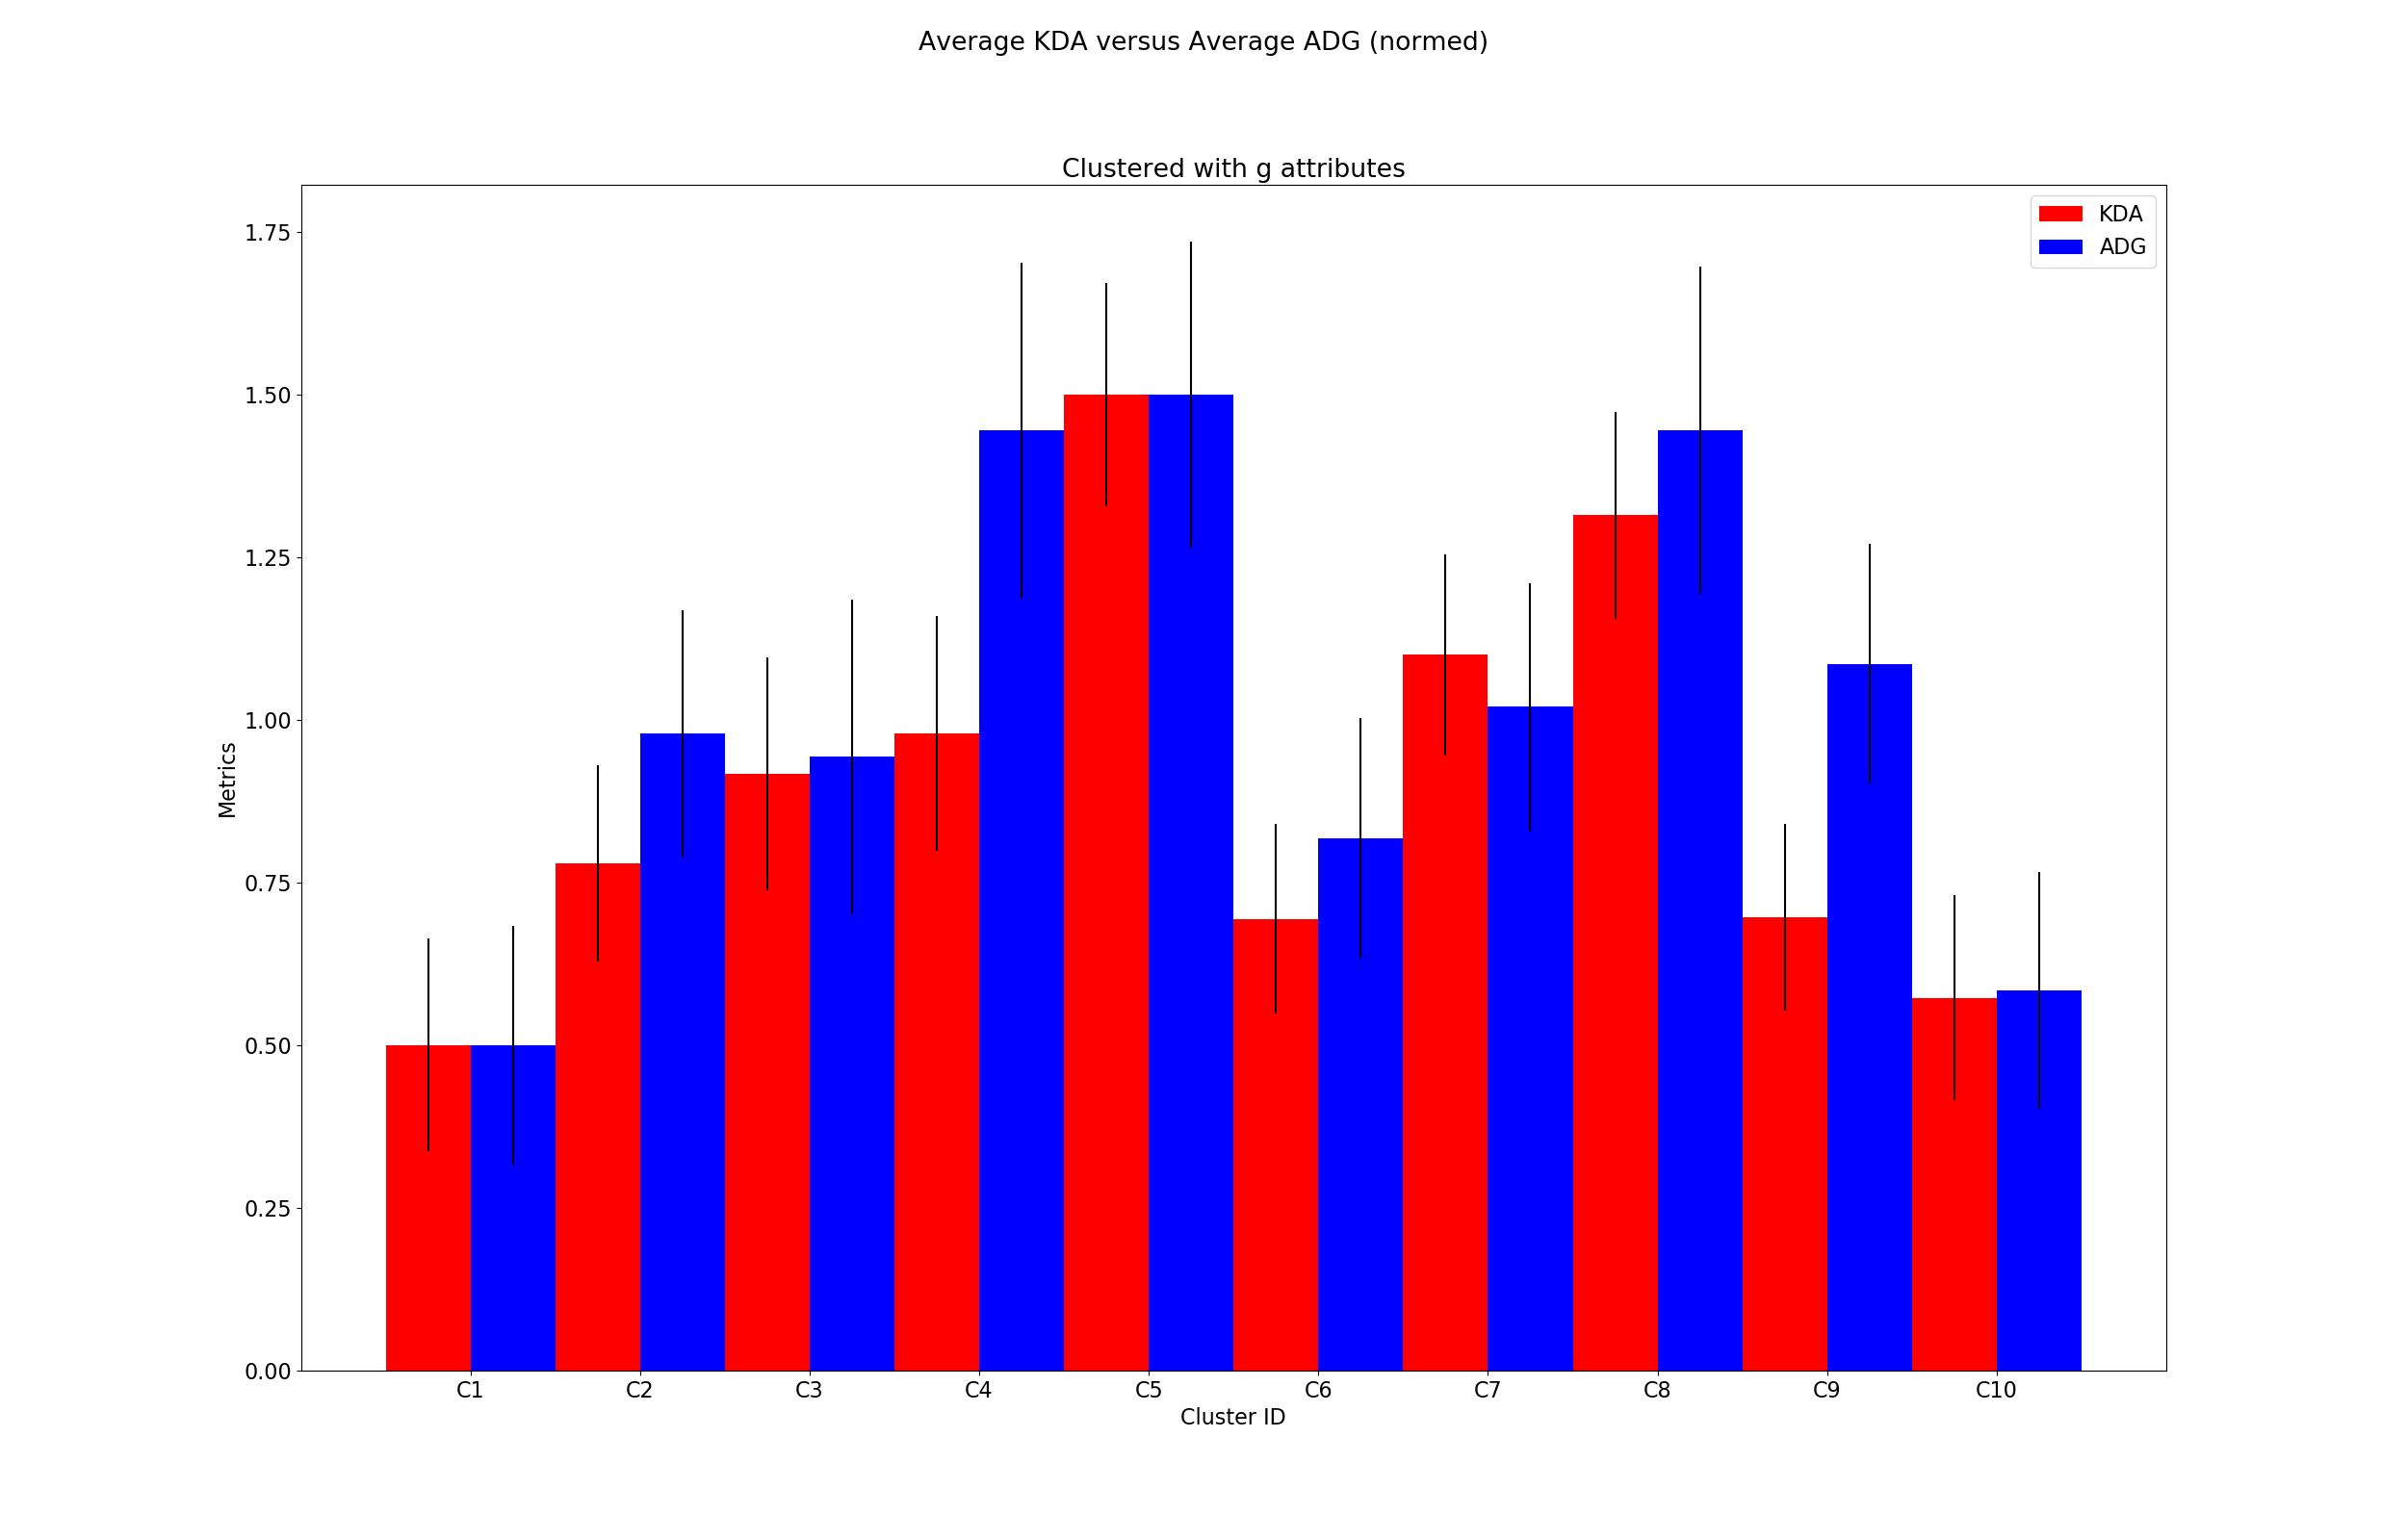 Average KDA versus Average ADG (normed)
Clustered with g attributes
KDA
ADG
1.75
1.50
1.25
1.00
0.75
0.50
0.25
0.00
Metrics
C1 C2 C3 C4 C5 C6 C7 C8 C9 C10
Cluster ID